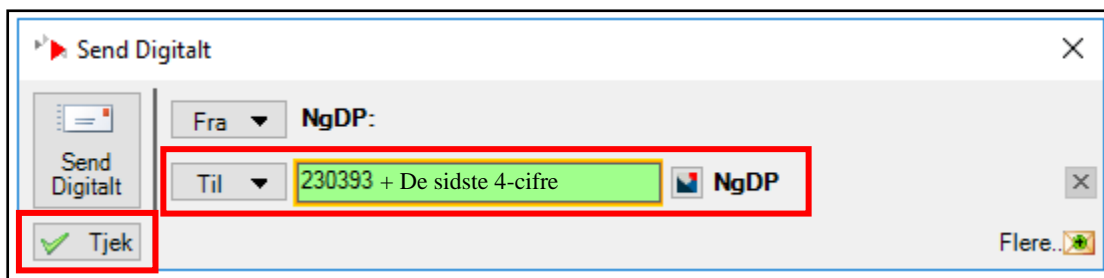 Send Digitalt
Fra NgDP:
Send
Digitalt
Til 230393 + De sidste 4-cifre NgDP
Tjek
Flere..